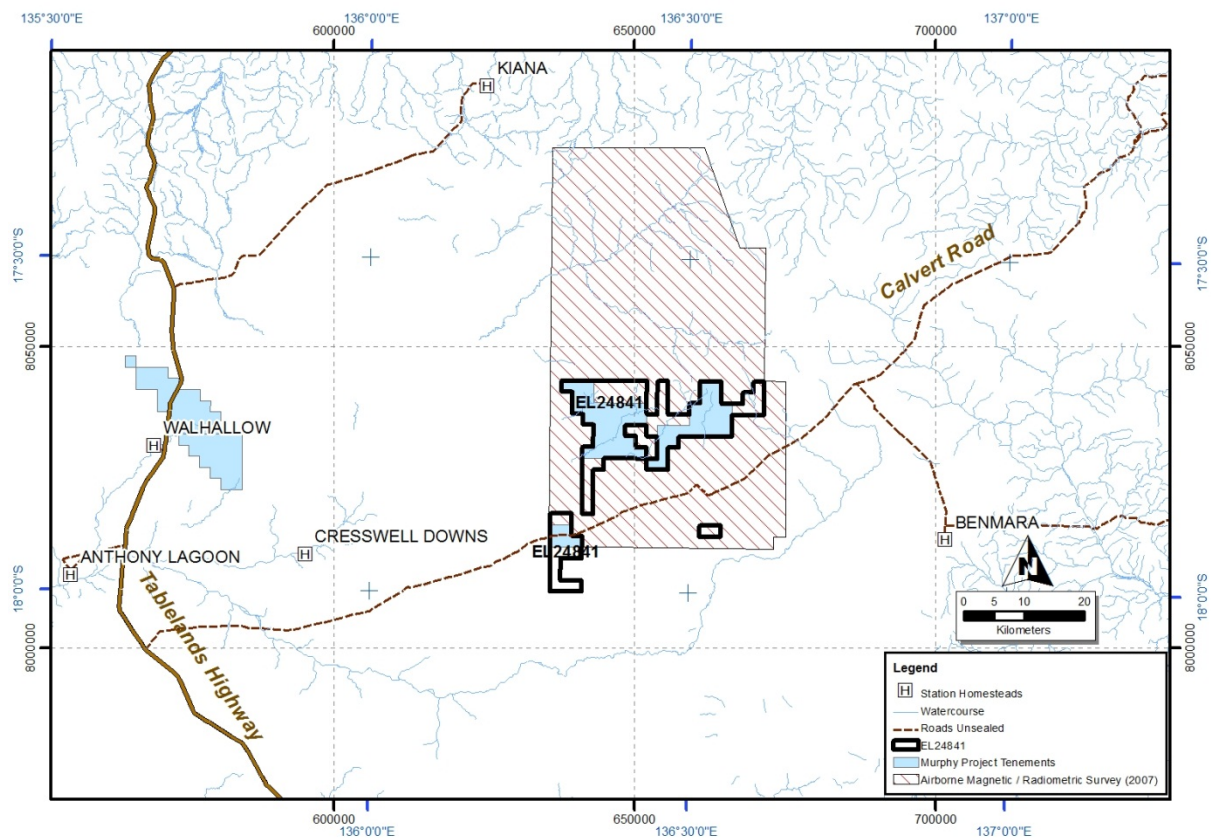 135°30'0"E
136°0'0"E
136°30'0"E
137°0'0"E
600000
650000
700000
KIANA
17°30'0"S
17°30'0"S
Calvert Road
8050000
8050000
EL24841
WALHALLOW
CRESSWELL DOWNS
BENMARA
EL24841
ANTHONY LAGOON
N
18°0'0"S
18°0'0"S
0 5 10 20
Kilometers
Tablelands Highway
8000000
8000000
Legend
H Station Homesteads
Watercourse
Roads Unsealed
EL24841
Murphy Project Tenements
Airborne Magnetic / Radiometric Survey (2007)
600000
650000
700000
136°0'0"E
136°30'0"E
137°0'0"E